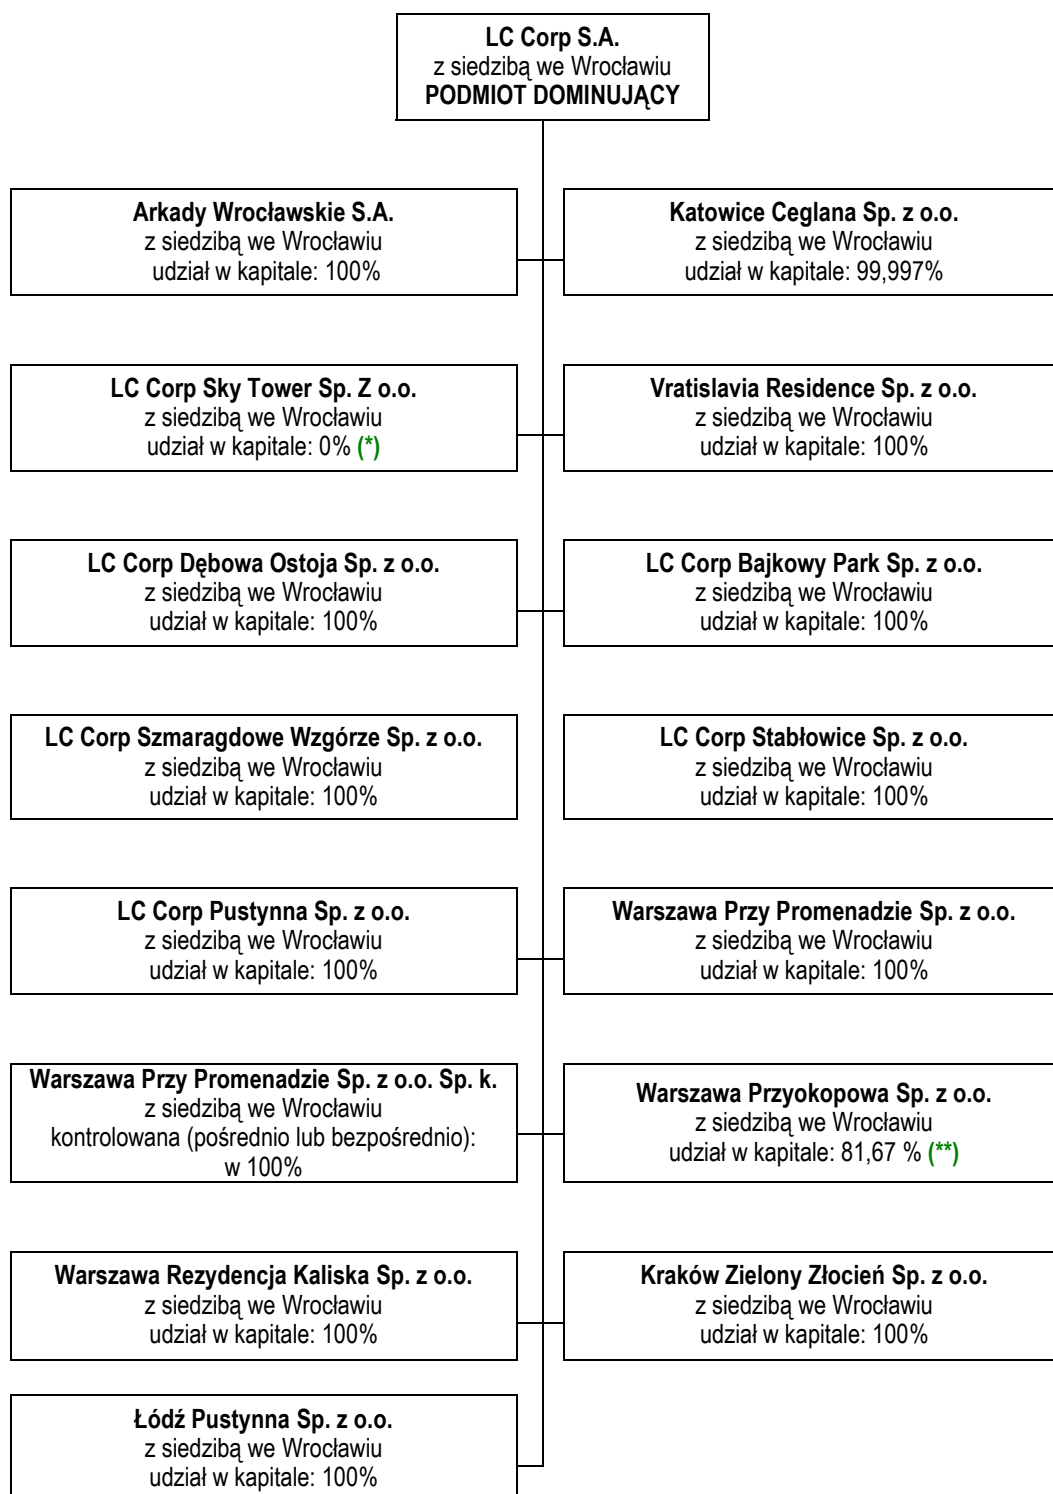 LC Corp S.A.
z siedzibą we Wrocławiu
PODMIOT DOMINUJĄCY
Arkady Wrocławskie S.A.
z siedzibą we Wrocławiu
udział w kapitale: 100%
Katowice Ceglana Sp. z o.o.
z siedzibą we Wrocławiu
udział w kapitale: 99,997%
LC Corp Sky Tower Sp. Z o.o.
z siedzibą we Wrocławiu
udział w kapitale: 0% (*)
Vratislavia Residence Sp. z o.o.
z siedzibą we Wrocławiu
udział w kapitale: 100%
LC Corp Dębowa Ostoja Sp. z o.o.
z siedzibą we Wrocławiu
udział w kapitale: 100%
LC Corp Bajkowy Park Sp. z o.o.
z siedzibą we Wrocławiu
udział w kapitale: 100%
LC Corp Szmaragdowe Wzgórze Sp. z o.o.
z siedzibą we Wrocławiu
udział w kapitale: 100%
LC Corp Stabłowice Sp. z o.o.
z siedzibą we Wrocławiu
udział w kapitale: 100%
LC Corp Pustynna Sp. z o.o.
z siedzibą we Wrocławiu
udział w kapitale: 100%
Warszawa Przy Promenadzie Sp. z o.o.
z siedzibą we Wrocławiu
udział w kapitale: 100%
Warszawa Przy Promenadzie Sp. z o.o. Sp. k.
z siedzibą we Wrocławiu
kontrolowana (pośrednio lub bezpośrednio):
w 100%
Warszawa Przyokopowa Sp. z o.o.
z siedzibą we Wrocławiu
udział w kapitale: 81,67 % (**)
Warszawa Rezydencja Kaliska Sp. z o.o.
z siedzibą we Wrocławiu
udział w kapitale: 100%
Kraków Zielony Złocień Sp. z o.o.
z siedzibą we Wrocławiu
udział w kapitale: 100%
Łódź Pustynna Sp. z o.o.
z siedzibą we Wrocławiu
udział w kapitale: 100%